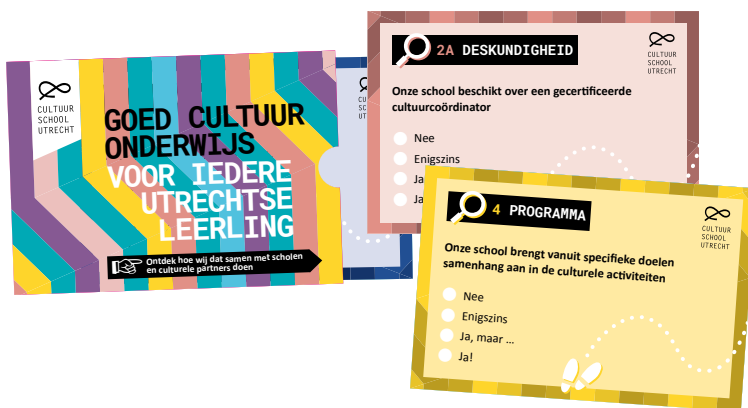 CULTUUR
SCHOOL
UTRECHT
GOED CULTUUR
ONDERWIJS
VOOR IEDERE
UTRECHTSE
LEERLING
Ontdek hoe wij dat samen met scholen
en culturele partners doen
2A DESKUNDIGHEID
CULTUUR
SCHOOL
UTRECHT
Onze school beschikt over een gecertificeerde
cultuurcoördinator
Nee
Enigszins
Ja
Ja
4 PROGRAMMA
CULTUUR
SCHOOL
UTRECHT
Onze school brengt vanuit specifieke doelen
samenhang aan in de culturele activiteiten
Nee
Enigszins
Ja, maar ...
Ja!